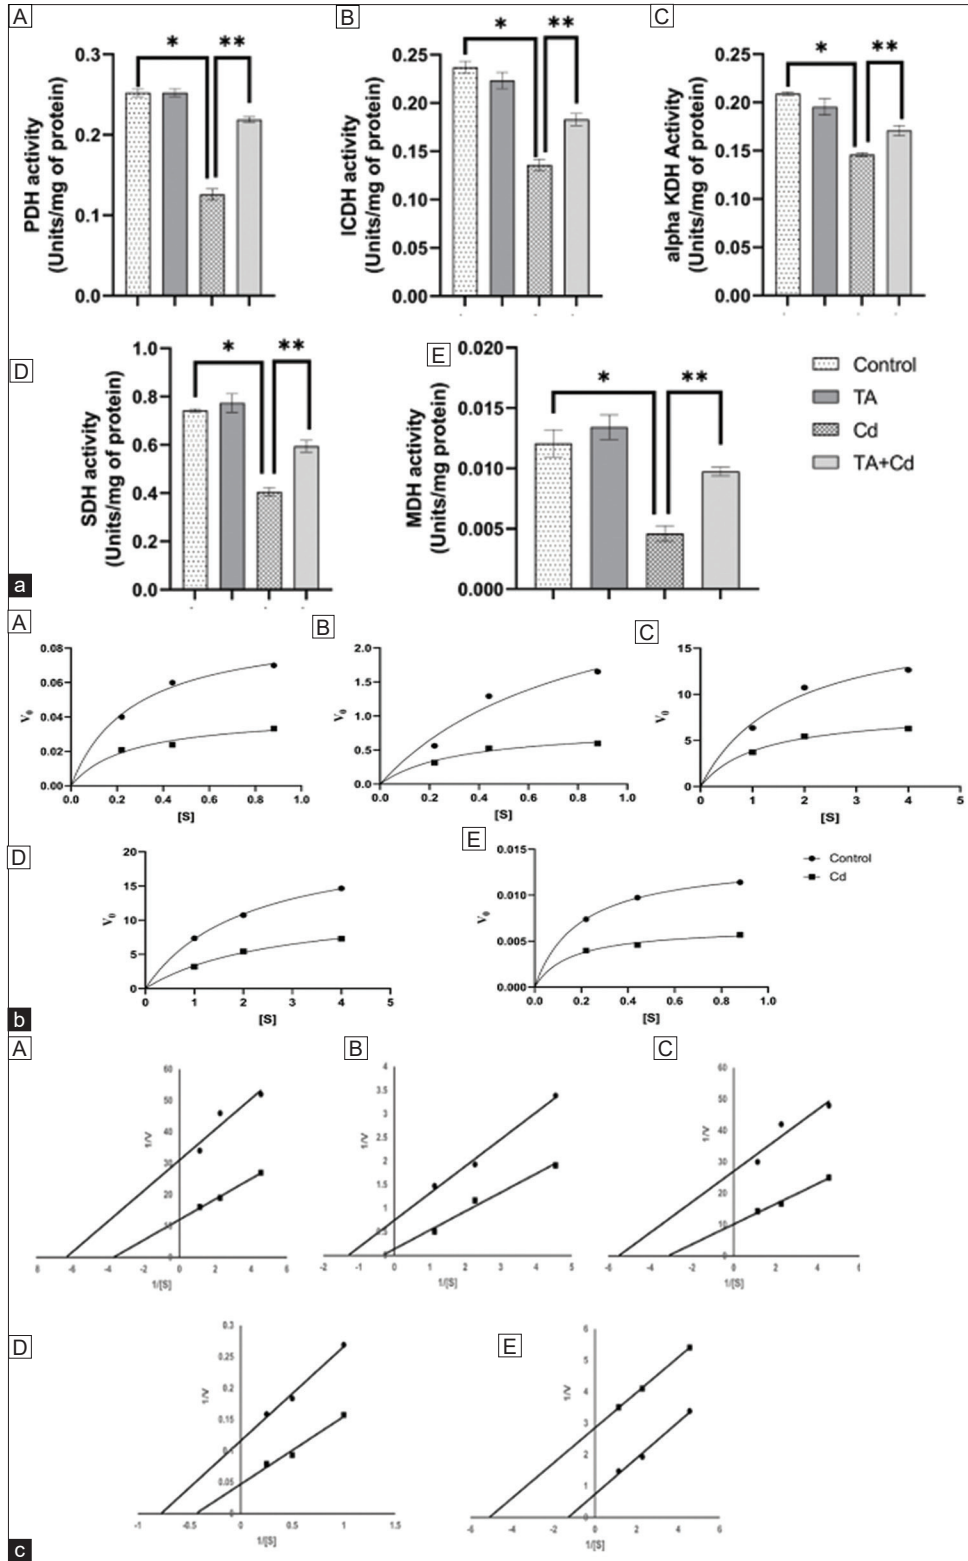 A
B
C
* **
* **
* **
PDH activity
(Units/mg of protein)
0.3
0.2
0.1
0.0
ICDH activity
(Units/mg of protein)
0.25
0.20
0.15
0.10
0.05
0.00
alpha KDH Activity
(Units/mg of protein)
0.25
0.20
0.15
0.10
0.05
0.00
D
E
* **
* **
SDH activity
(Units/mg of protein)
1.0
0.8
0.6
0.4
0.2
0.0
MDH activity
(Units/mg protein)
0.020
0.015
0.010
0.005
0.000
Control
TA
Cd
TA+Cd
a
A
B
C
V0
0.08
0.06
0.04
0.02
0.00
0.0 0.2 0.4 0.6 0.8 1.0
[S]
V0
2.0
1.5
1.0
0.5
0.0
0.0 0.2 0.4 0.6 0.8 1.0
[S]
V0
15
10
5
0
0 1 2 3 4 5
[S]
D
E
V0
20
15
10
5
0
0 1 2 3 4 5
[S]
V0
0.015
0.010
0.005
0.000
0.0 0.2 0.4 0.6 0.8 1.0
[S]
Control
Cd
b
A
B
C
1/V
60
50
40
30
20
0
8 -6 -4 -2 0 2 4 6
1/[S]
1/V
4
3.5
3
2.5
2
1.5
1
0.5
0
-2 -1 0 1 2 3 4 5
1/[S]
1/V
60
50
40
30
20
10
0
-6 -4 -2 0 2 4
1/[S]
D
E
1/V
0.3
0.25
0.2
0.15
0.1
0.05
0
-1 -0.5 0 0.5 1 1.5
1/[S]
1/V
6
5
4
3
2
1
0
-6 -4 -2 0 2 4 6
1/[S]
c